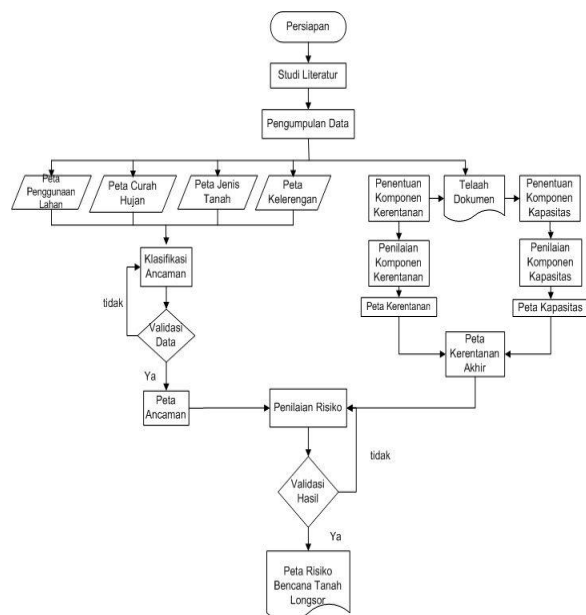 Persiapan
Studi Literatur
Pengumpulan Data
Peta
Penggunaan
Lahan
Peta Curah
Hujan
Peta Jenis
Tanah
Peta
Kelerengan
Penentuan
Komponen
Kerentanan
Telaah
Dokumen
Penentuan
Komponen
Kapasitas
Klasifikasi
Ancaman
Penilaian
Komponen
Kerentanan
Penilaian
Komponen
Kapasitas
tidak
Peta Kerentanan
Peta Kapasitas
Validasi
Data
Peta
Kerentanan
Akhir
Ya
Peta
Ancaman
Penilaian Risiko
tidak
Validasi
Hasil
Ya
Peta Risiko
Bencana Tanah
Longsor